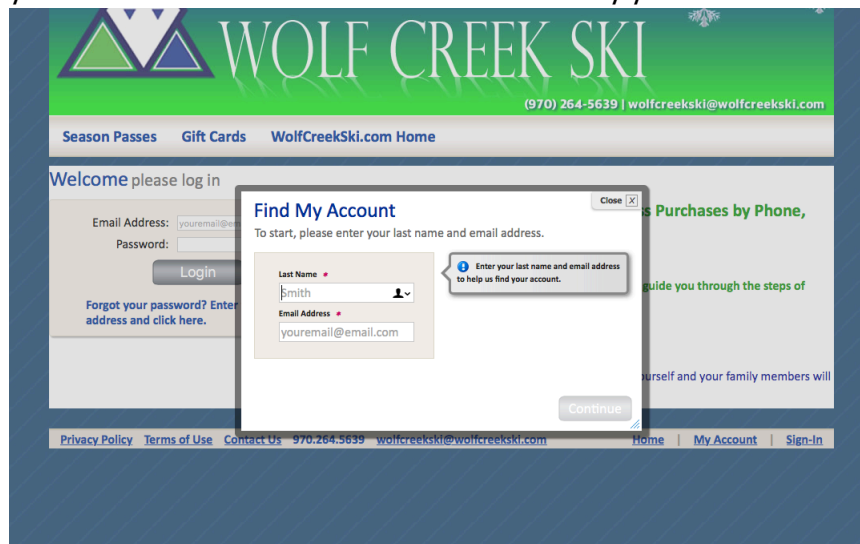 WOLF CREEK SKI
(970) 264-5639 | wolfcreekski@wolfcreekski.com
Season Passes Gift Cards WolfCreekSki.com Home
Welcome please log in
Email Address: youremail@em
Password:
Login
Forgot your password? Enter
address and click here.
Purchases by Phone,
guide you through the steps of
ourself and your family members will
Close X
Find My Account
To start, please enter your last name and email address.
Last Name *
Smith
Email Address *
youremail@email.com
Enter your last name and email address
to help us find your account.
Continue
Privacy Policy Terms of Use Contact Us 970.264.5639 wolfcreekski@wolfcreekski.com Home | My Account | Sign-In